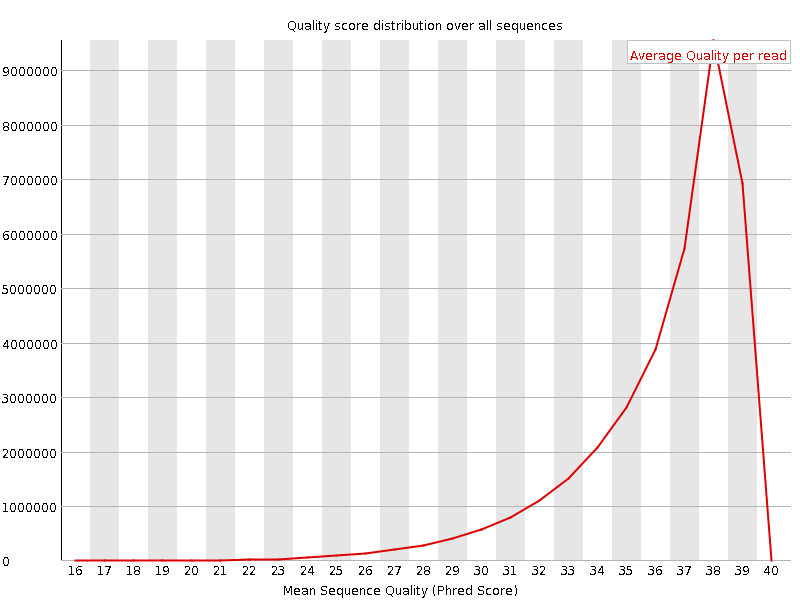 Quality score distribution over all sequences
Average Quality per read
9000000
8000000
7000000
6000000
5000000
4000000
3000000
2000000
1000000
0
16 17 18 19 20 21 22 23 24 25 26 27 28 29 30 31 32 33 34 35 36 37 38 39 40
Mean Sequence Quality (Phred Score)